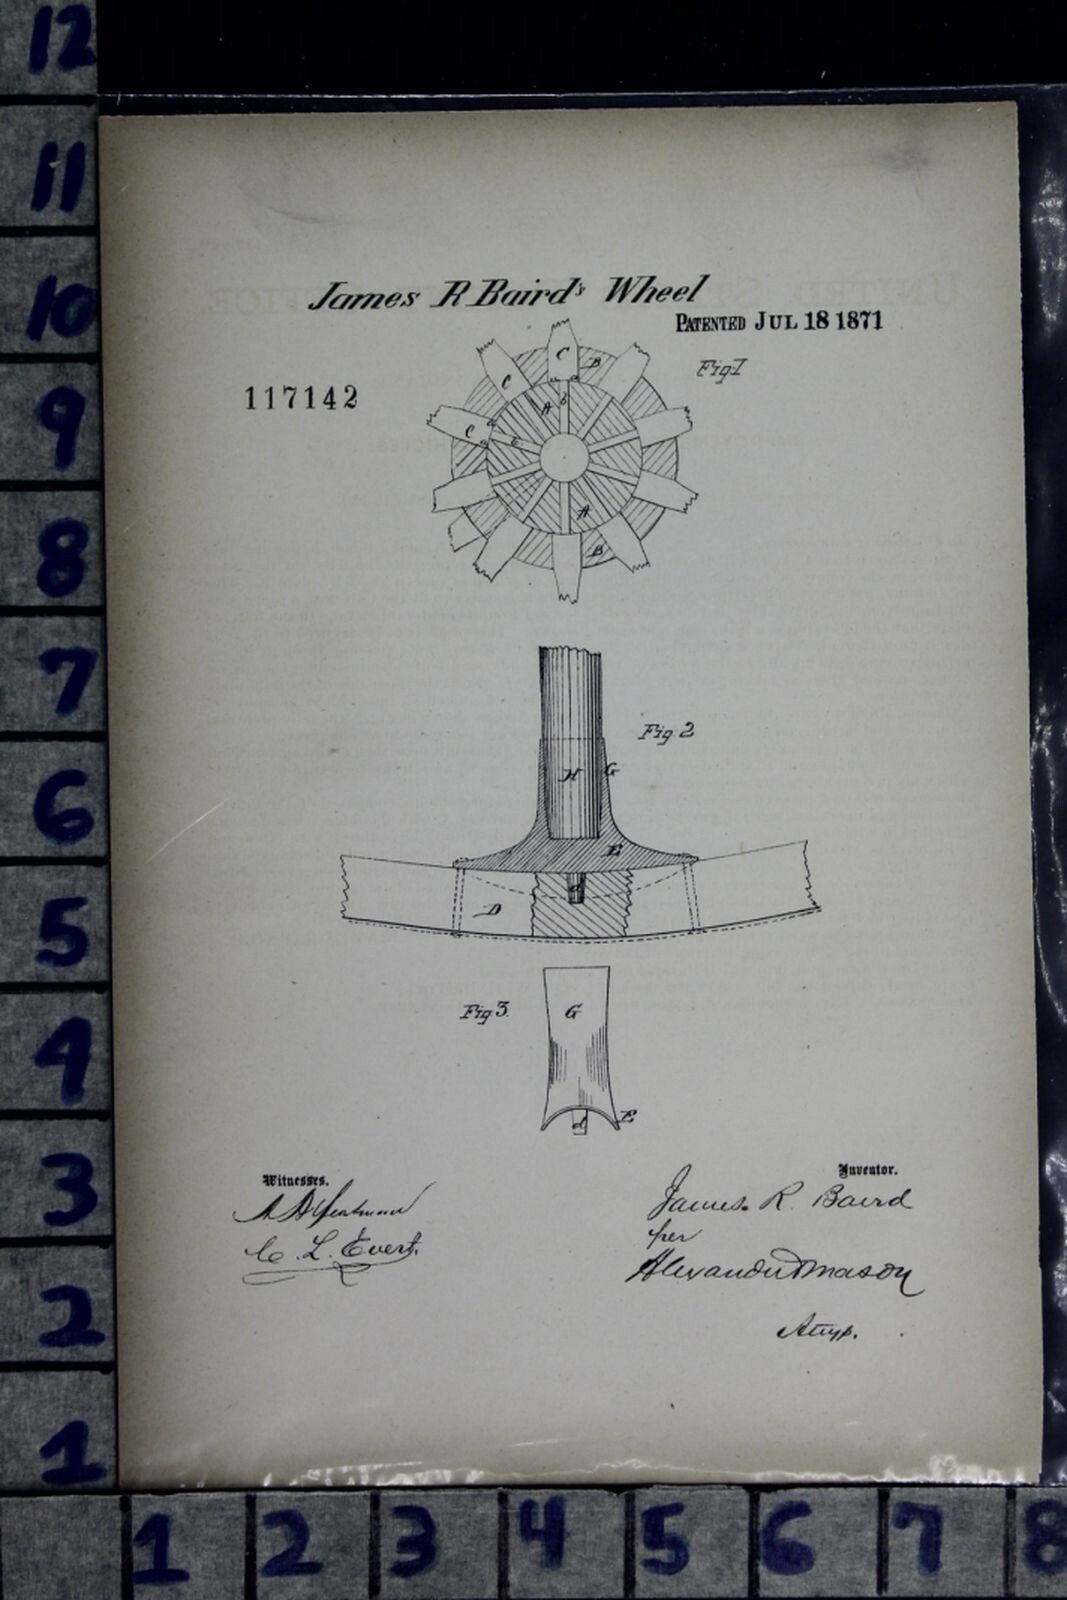 12
11
10
9
8
7
6
5
4
3
2
1
James R Baird's Wheel
PATENTED JUL 18 1871
117142
Fig 1
C
B
C
A
b
C
A
B
Fig. 2
H
G
E
d
D
Fig 3.
G
E
d
Witnesses.
C. L. Evert.
Inventor.
James. R. Baird
per
Alexander Mason
Attys.
1 2 3 4 5 6 7 8